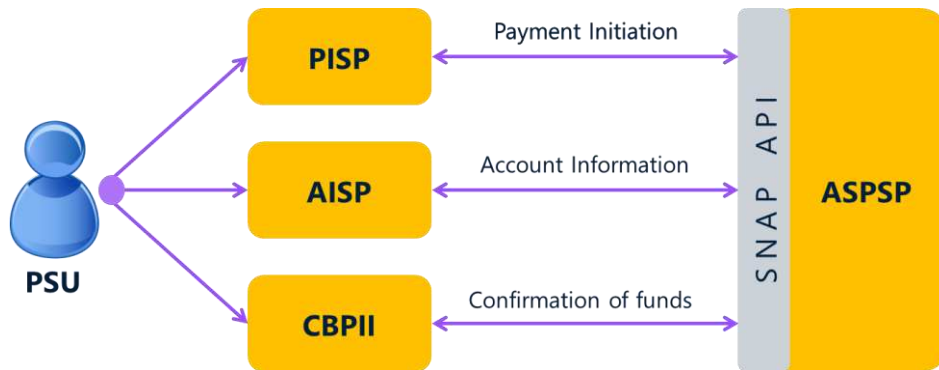 PISP
Payment Initiation
PSU
AISP
Account Information
CBPII
Confirmation of funds
SNAP API
ASPSP